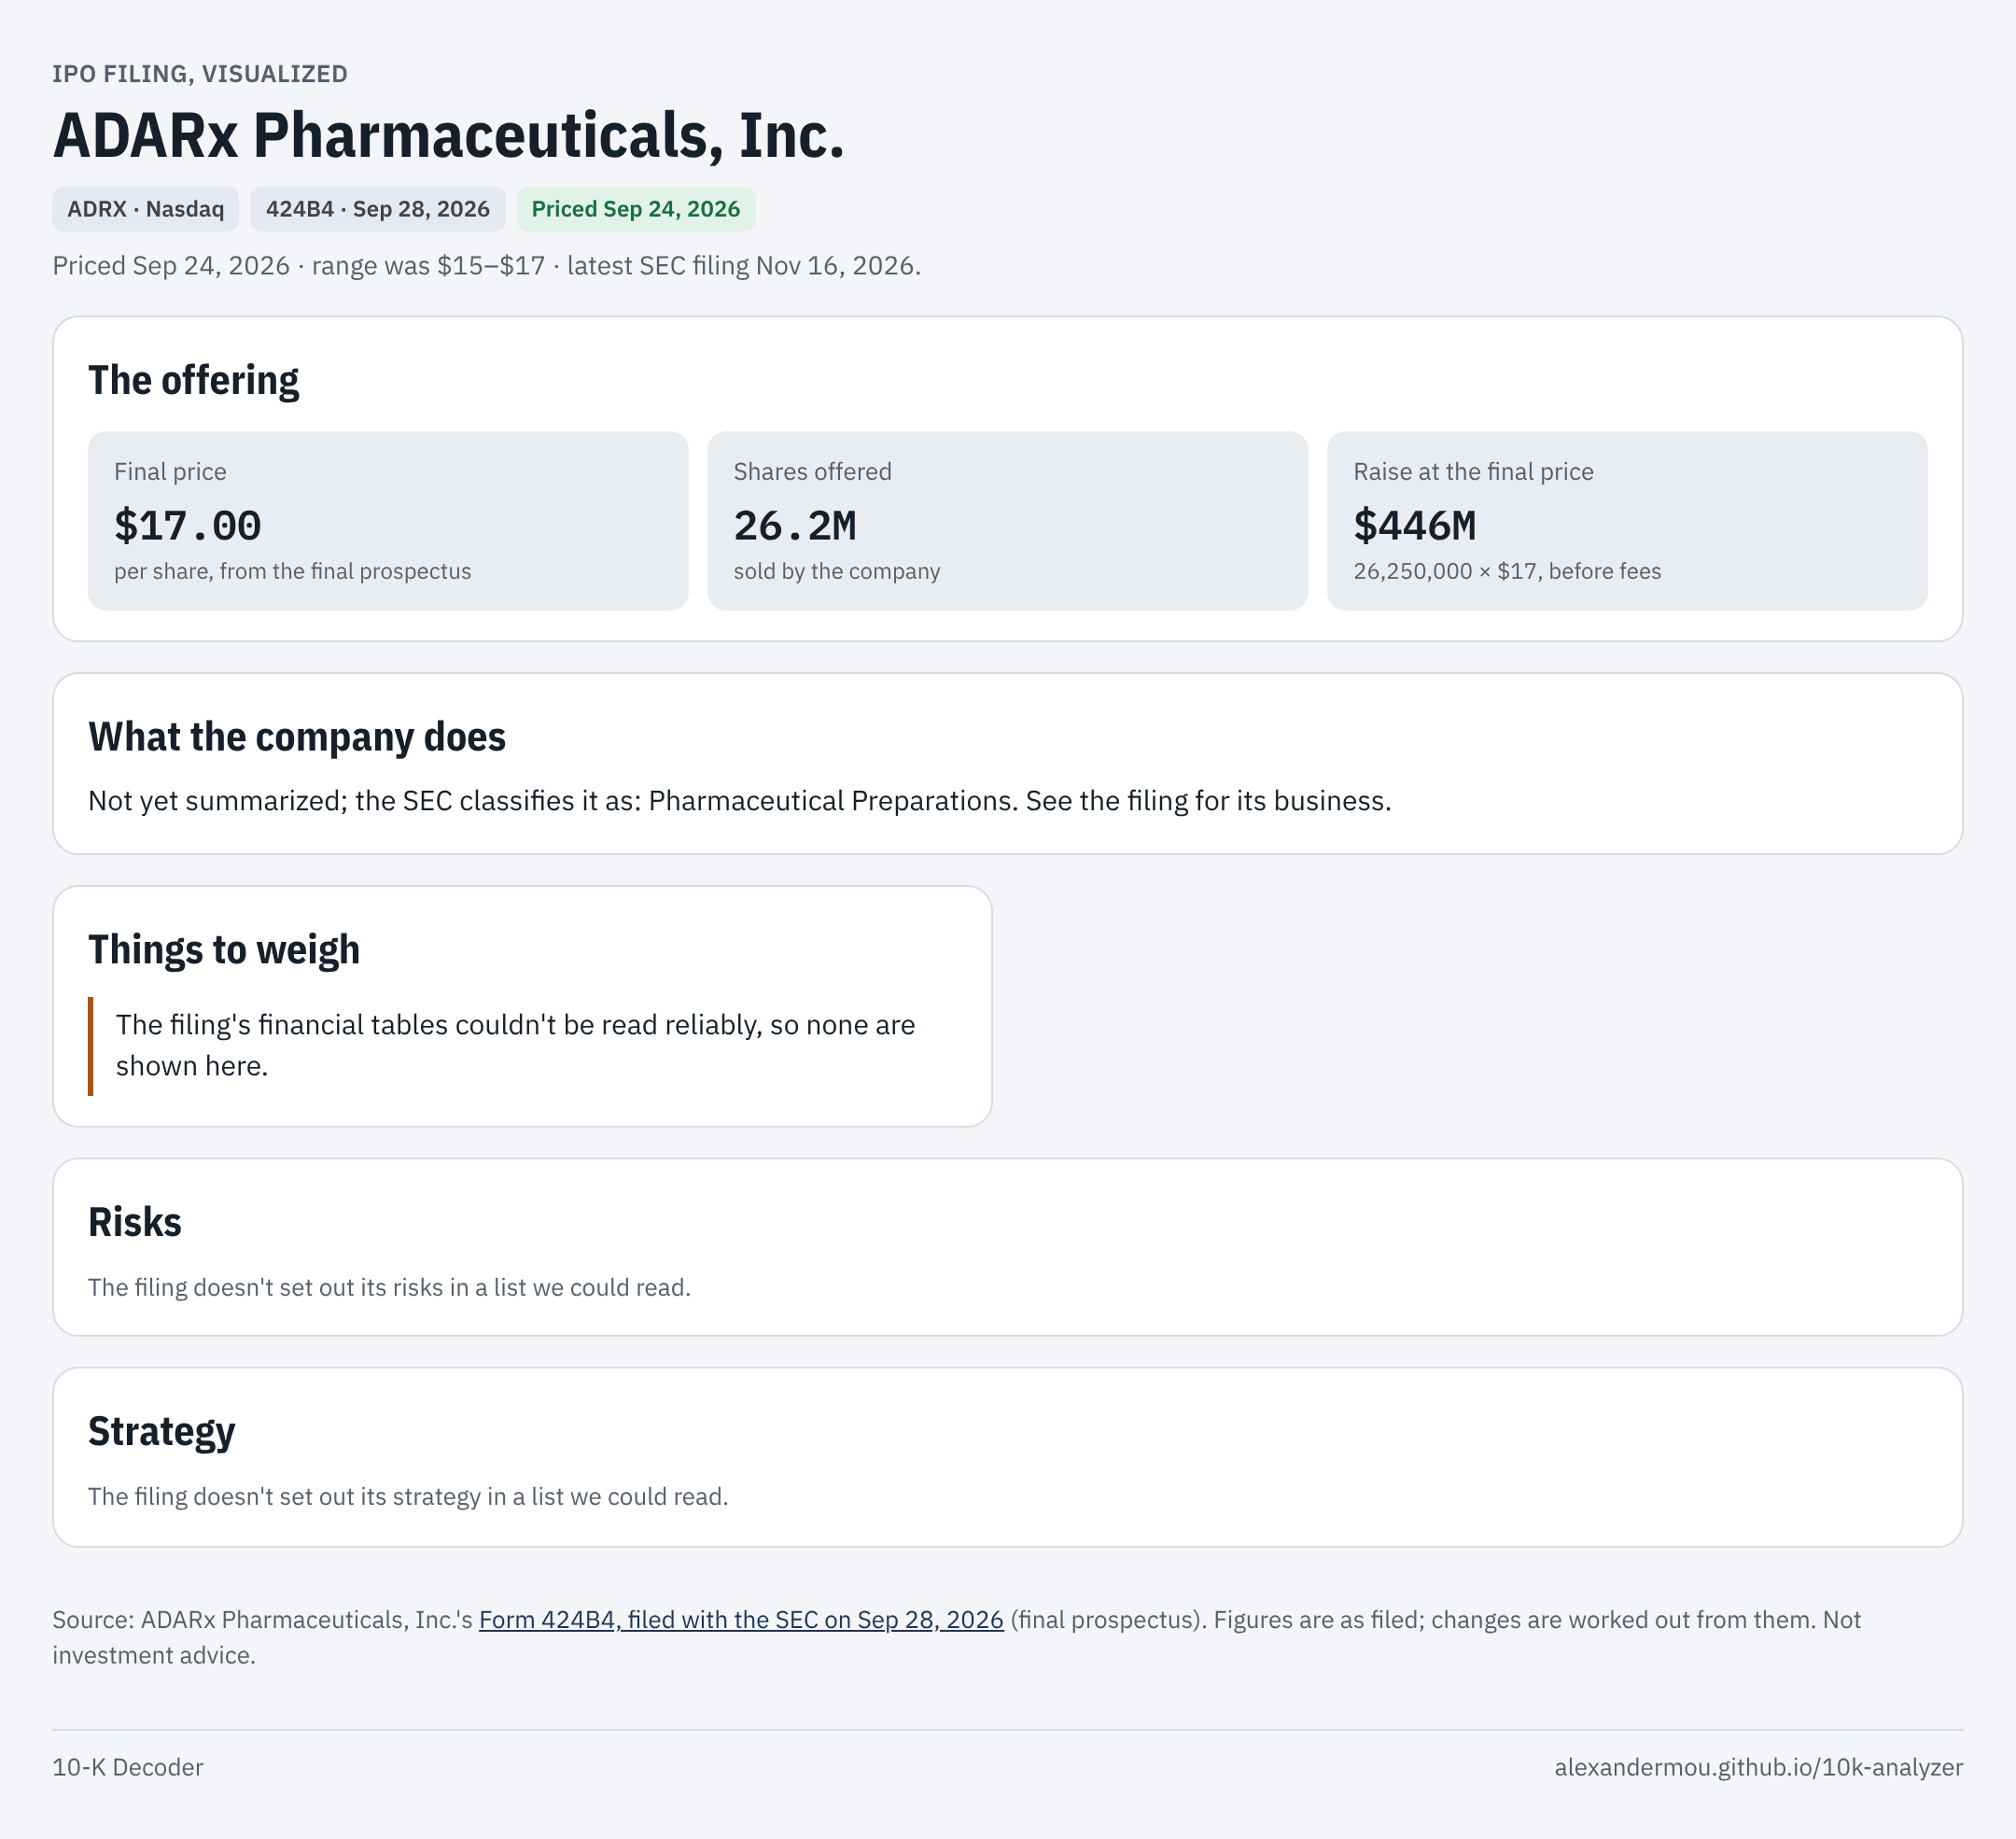 IPO FILING, VISUALIZED
ADARx Pharmaceuticals, Inc.
ADRX · Nasdaq 424B4 · Sep 28, 2026 Priced Sep 24, 2026
Priced Sep 24, 2026 · range was $15–$17 · latest SEC filing Nov 16, 2026.
The offering
Final price
$17.00
per share, from the final prospectus
Shares offered
26.2M
sold by the company
Raise at the final price
$446M
26,250,000 × $17, before fees
What the company does
Not yet summarized; the SEC classifies it as: Pharmaceutical Preparations. See the filing for its business.
Things to weigh
The filing's financial tables couldn't be read reliably, so none are
shown here.
Risks
The filing doesn't set out its risks in a list we could read.
Strategy
The filing doesn't set out its strategy in a list we could read.
Source: ADARx Pharmaceuticals, Inc.'s Form 424B4, filed with the SEC on Sep 28, 2026 (final prospectus). Figures are as filed; changes are worked out from them. Not
investment advice.
10-K Decoder
alexandermou.github.io/10k-analyzer